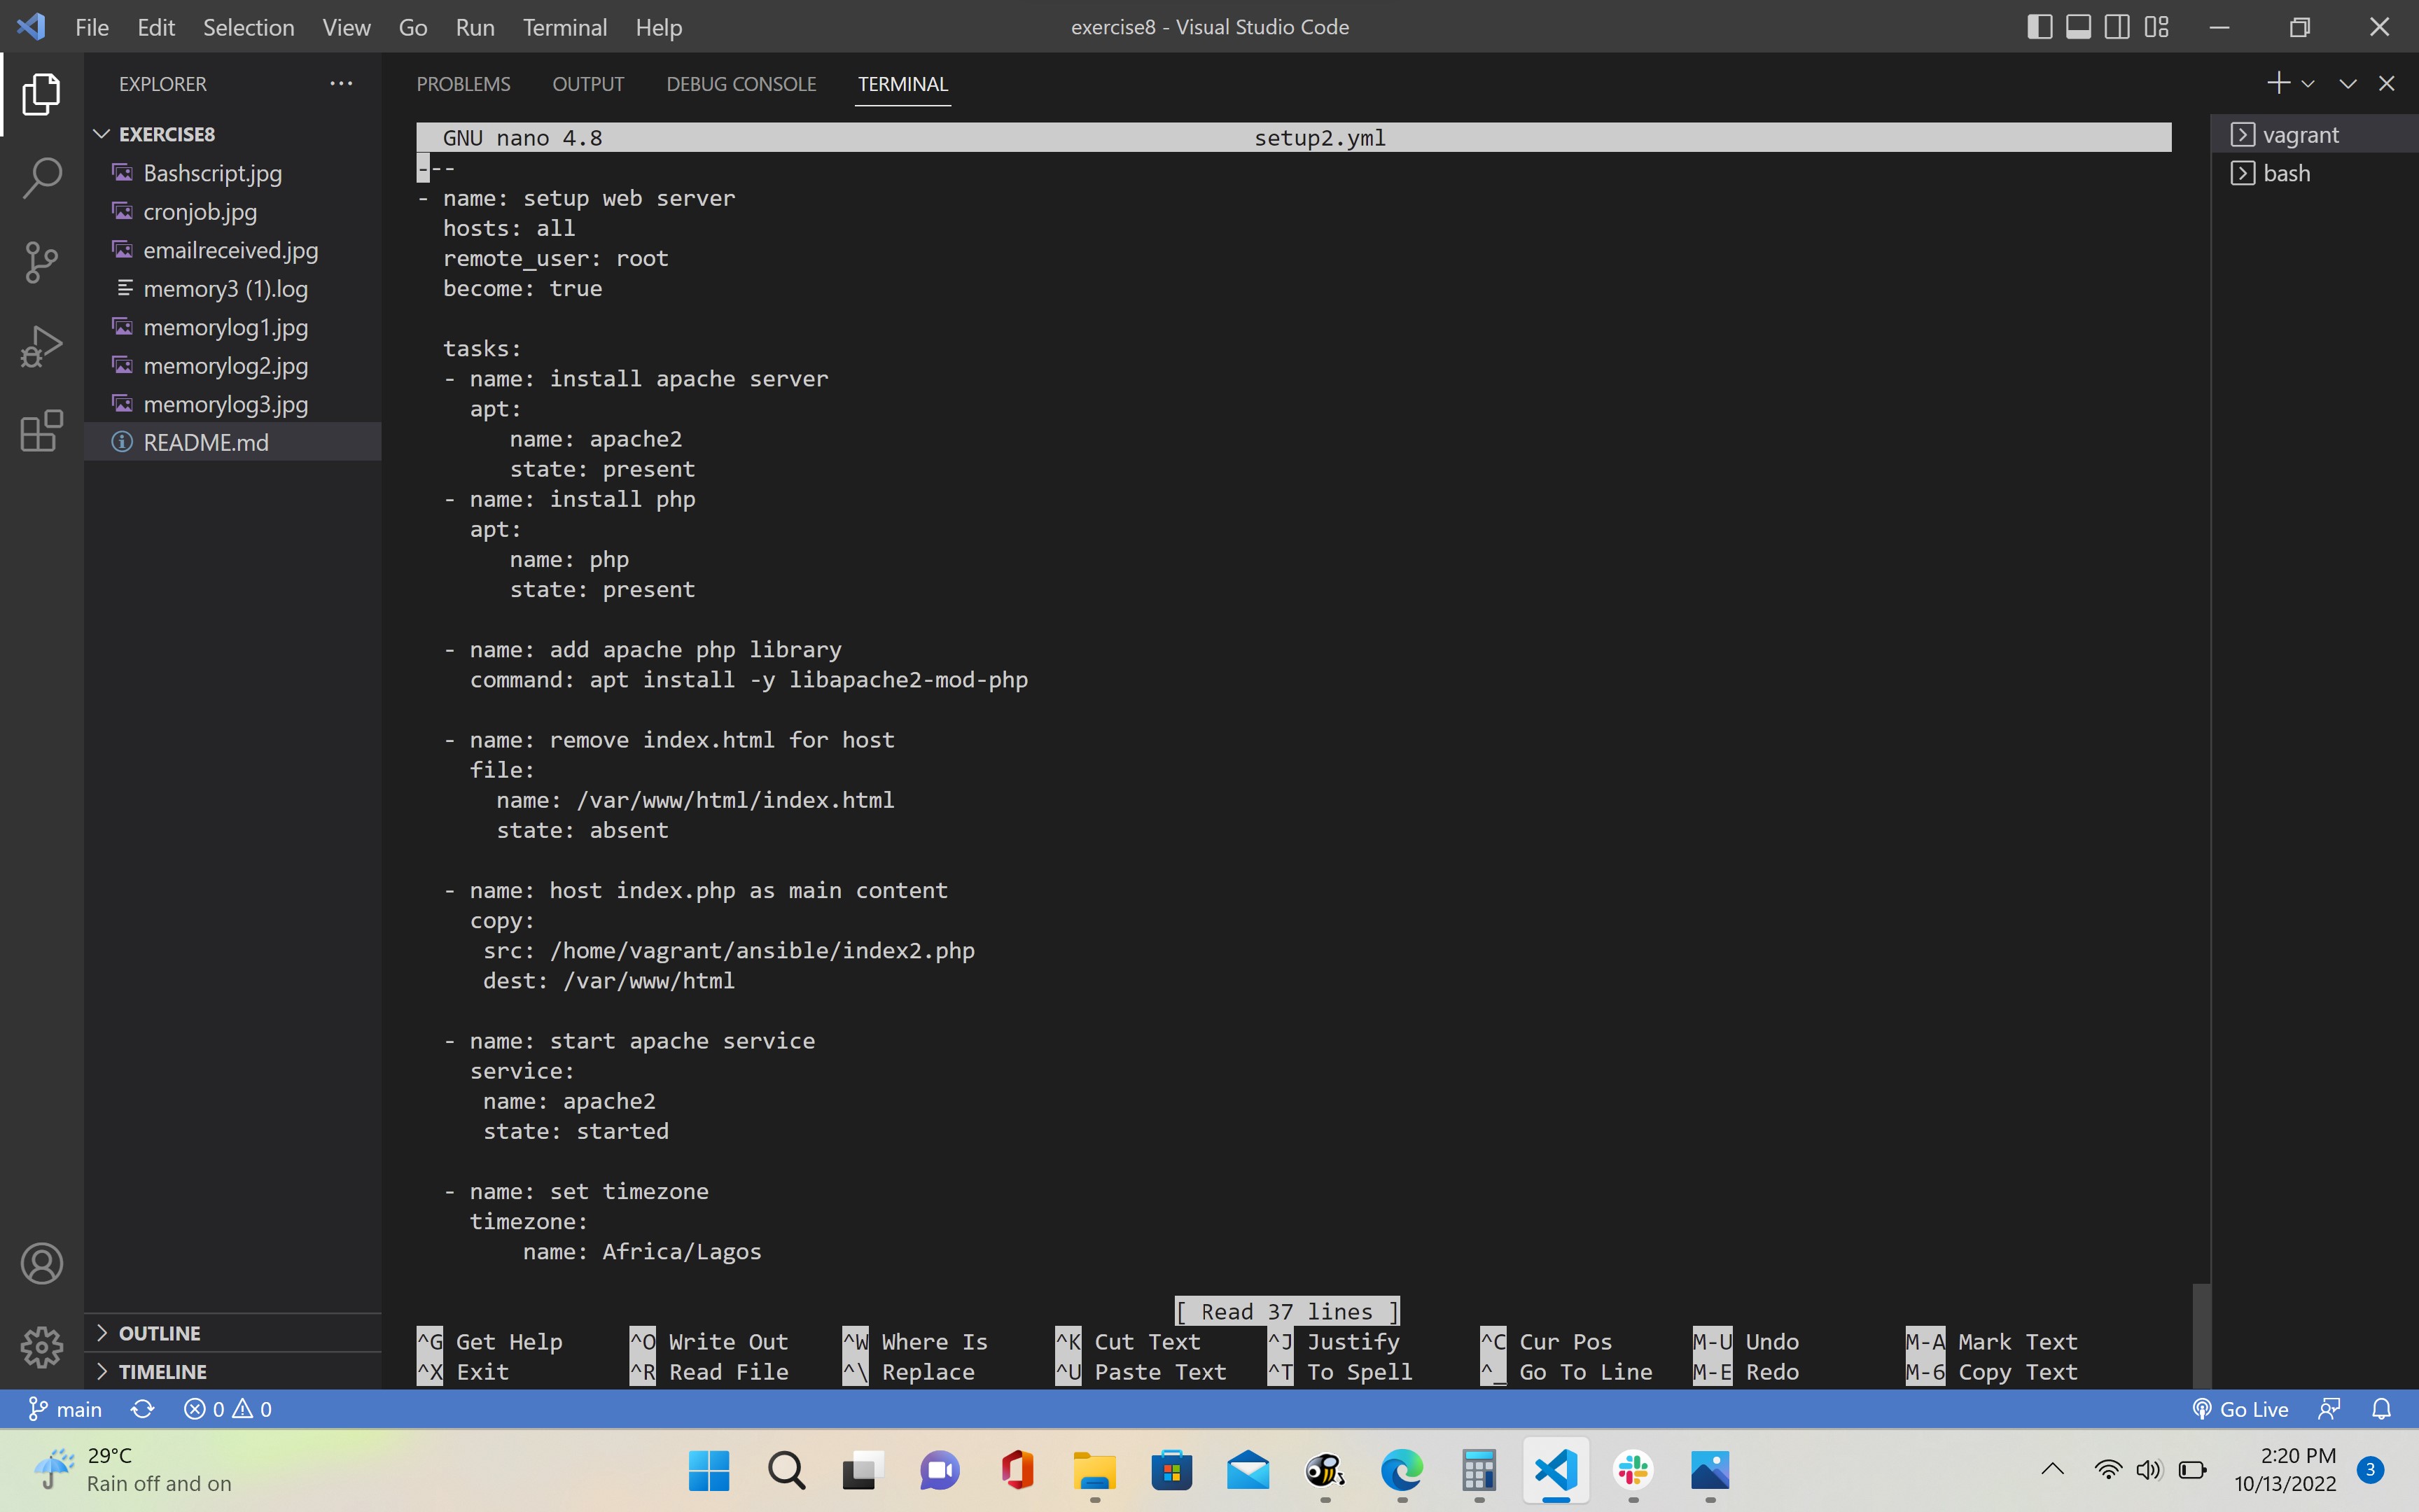 File Edit Selection View Go Run Terminal Help
exercise8 - Visual Studio Code
EXPLORER
EXERCISE8
Bashscript.jpg
cronjob.jpg
emailreceived.jpg
memory3 (1).log
memorylog1.jpg
memorylog2.jpg
memorylog3.jpg
README.md
OUTLINE
TIMELINE
PROBLEMS OUTPUT DEBUG CONSOLE TERMINAL
GNU nano 4.8 setup2.yml
---
- name: setup web server
  hosts: all
  remote_user: root
  become: true
  tasks:
  - name: install apache server
    apt:
       name: apache2
       state: present
  - name: install php
    apt:
       name: php
       state: present
  - name: add apache php library
    command: apt install -y libapache2-mod-php
  - name: remove index.html for host
    file:
      name: /var/www/html/index.html
      state: absent
  - name: host index.php as main content
    copy:
     src: /home/vagrant/ansible/index2.php
     dest: /var/www/html
  - name: start apache service
    service:
     name: apache2
     state: started
  - name: set timezone
    timezone:
        name: Africa/Lagos
[ Read 37 lines ]
^G Get Help ^O Write Out ^W Where Is ^K Cut Text ^J Justify ^C Cur Pos M-U Undo M-A Mark Text
^X Exit ^R Read File ^\ Replace ^U Paste Text ^T To Spell ^_ Go To Line M-E Redo M-6 Copy Text
vagrant
bash
main 0 0
Go Live
29°C
Rain off and on
2:20 PM
10/13/2022
3